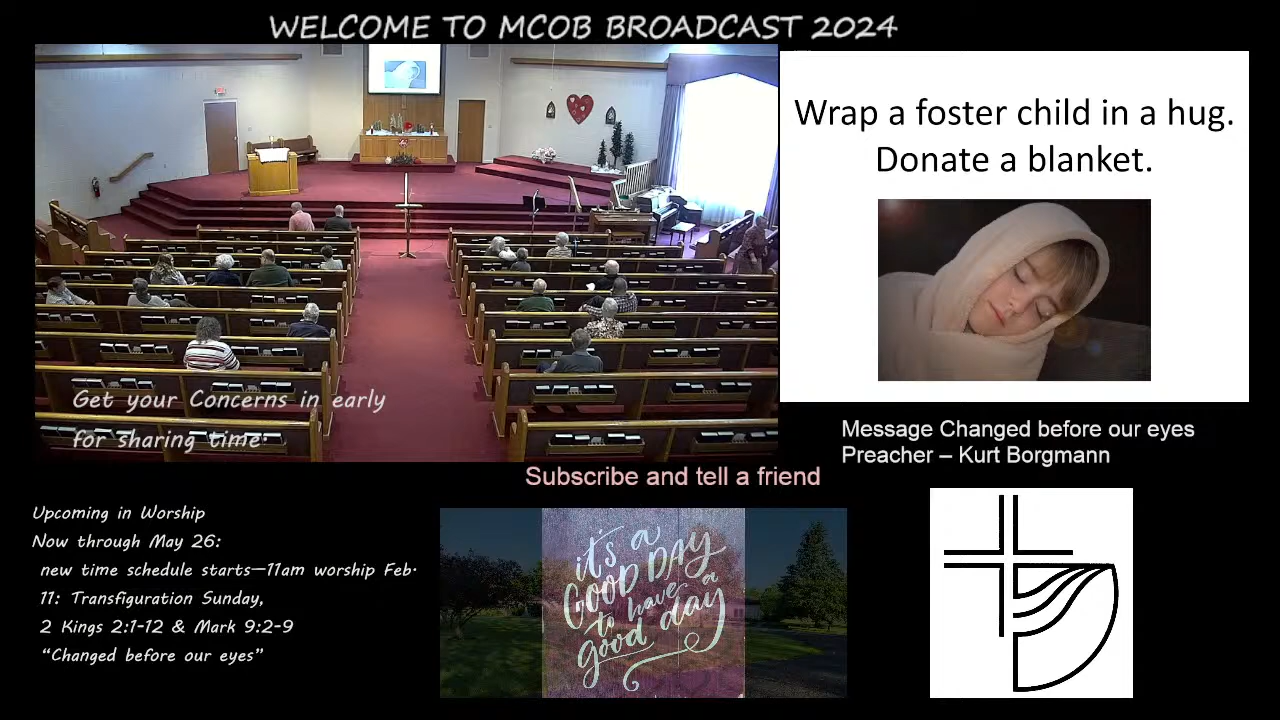 WELCOME TO MCOB BROADCAST 2024
Wrap a foster child in a hug.
Donate a blanket.
Get your Concerns in early
for sharing time.
Message Changed before our eyes
Preacher – Kurt Borgmann
Subscribe and tell a friend
Upcoming in Worship
Now through May 26:
new time schedule starts—11am worship Feb.
11: Transfiguration Sunday,
2 Kings 2:1-12 & Mark 9:2-9
“Changed before our eyes”
it's a
GOOD DAY
to have a
good day